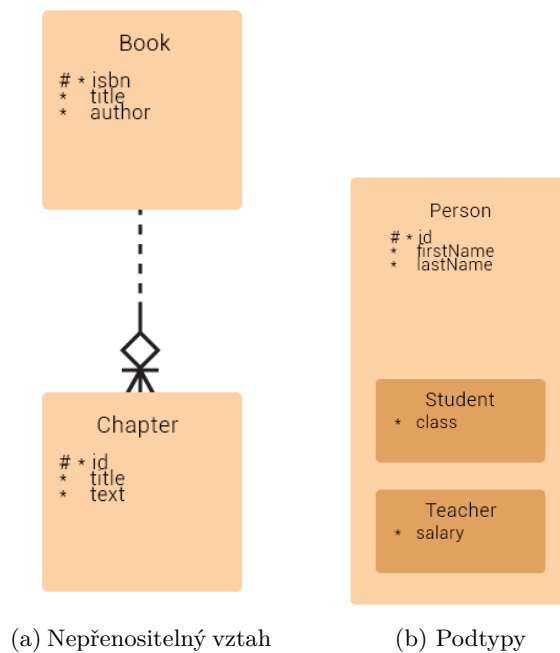 Book
# * isbn
* title
* author
Chapter
# * id
* title
* text
(a) Nepřenositelný vztah
Person
# * id
* firstName
* lastName
Student
* class
Teacher
* salary
(b) Podtypy